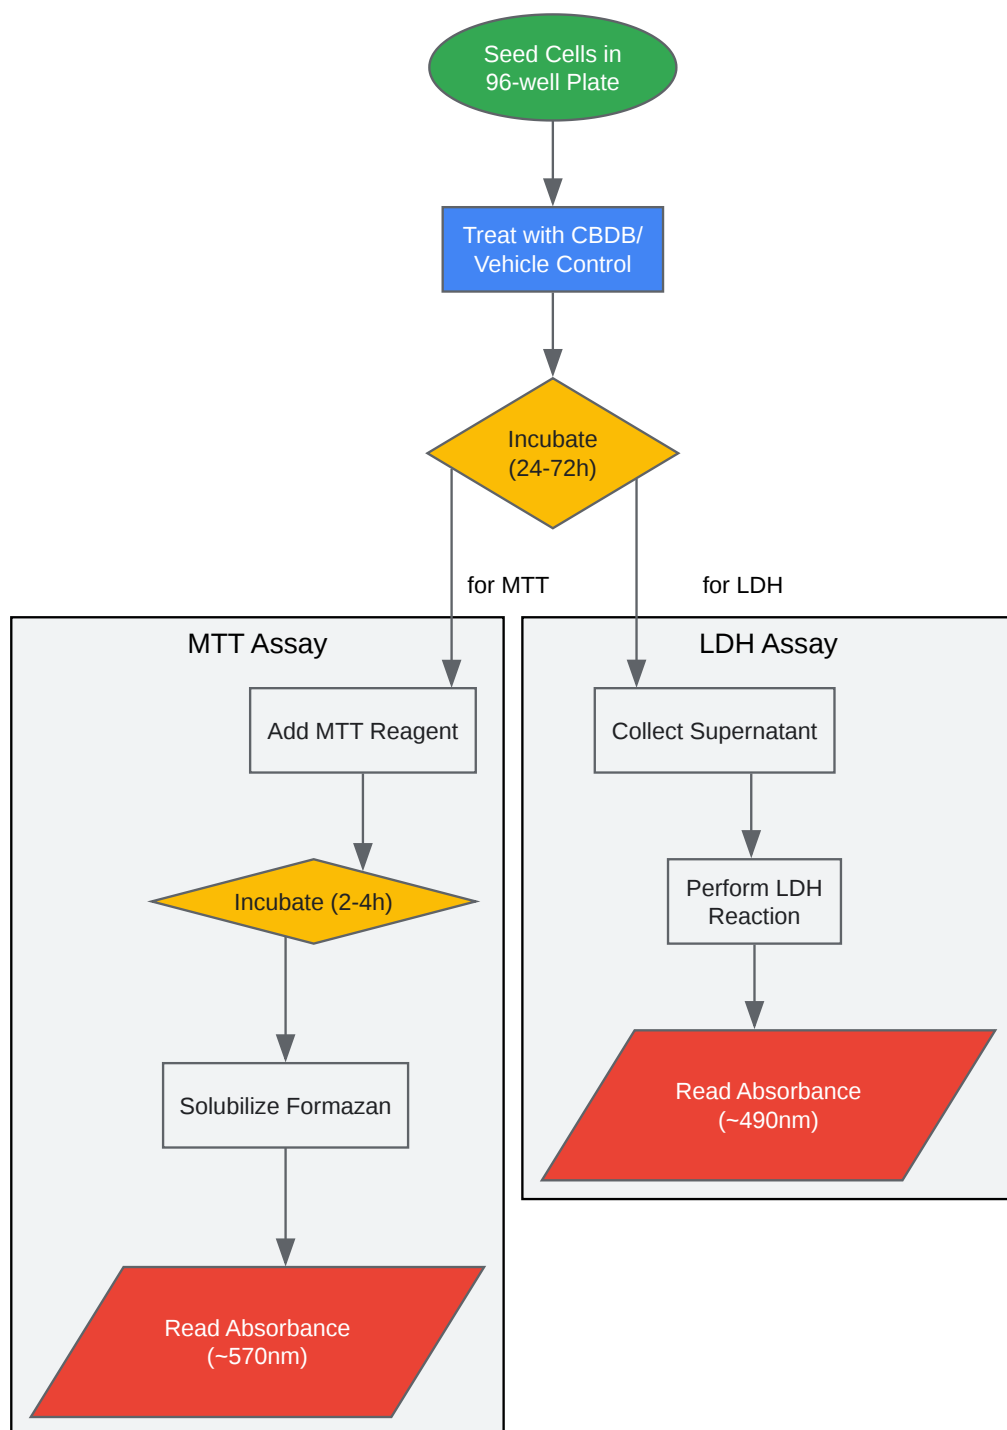 Seed Cells in
96-well Plate
Treat with CBDB/
Vehicle Control
Incubate
(24-72h)
for MTT
for LDH
MTT Assay
Add MTT Reagent
Incubate (2-4h)
Solubilize Formazan
Read Absorbance
(~570nm)
LDH Assay
Collect Supernatant
Perform LDH
Reaction
Read Absorbance
(~490nm)